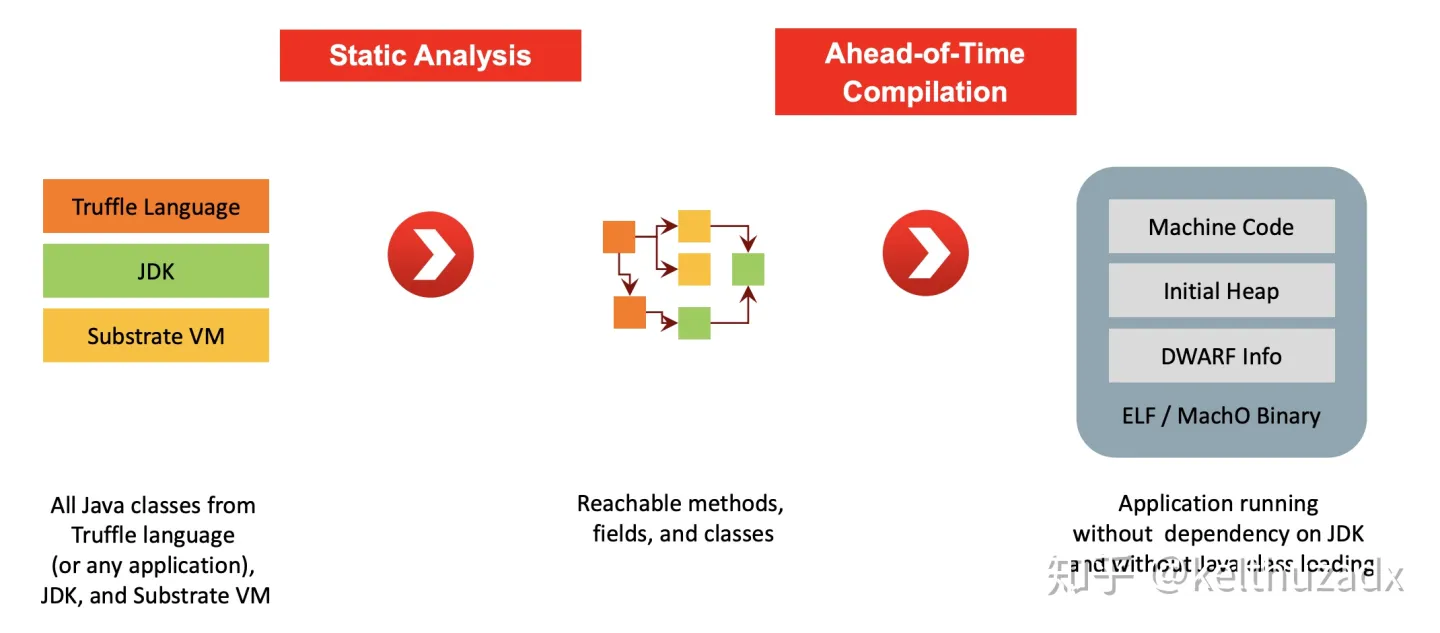 Static Analysis
Ahead-of-Time
Compilation
Truffle Language
JDK
Substrate VM
Machine Code
Initial Heap
DWARF Info
ELF / MachO Binary
All Java classes from
Truffle language
(or any application),
JDK, and Substrate VM
Reachable methods,
fields, and classes
Application running
without dependency on JDK
and without Java class loading
知乎 @kelthuzadx